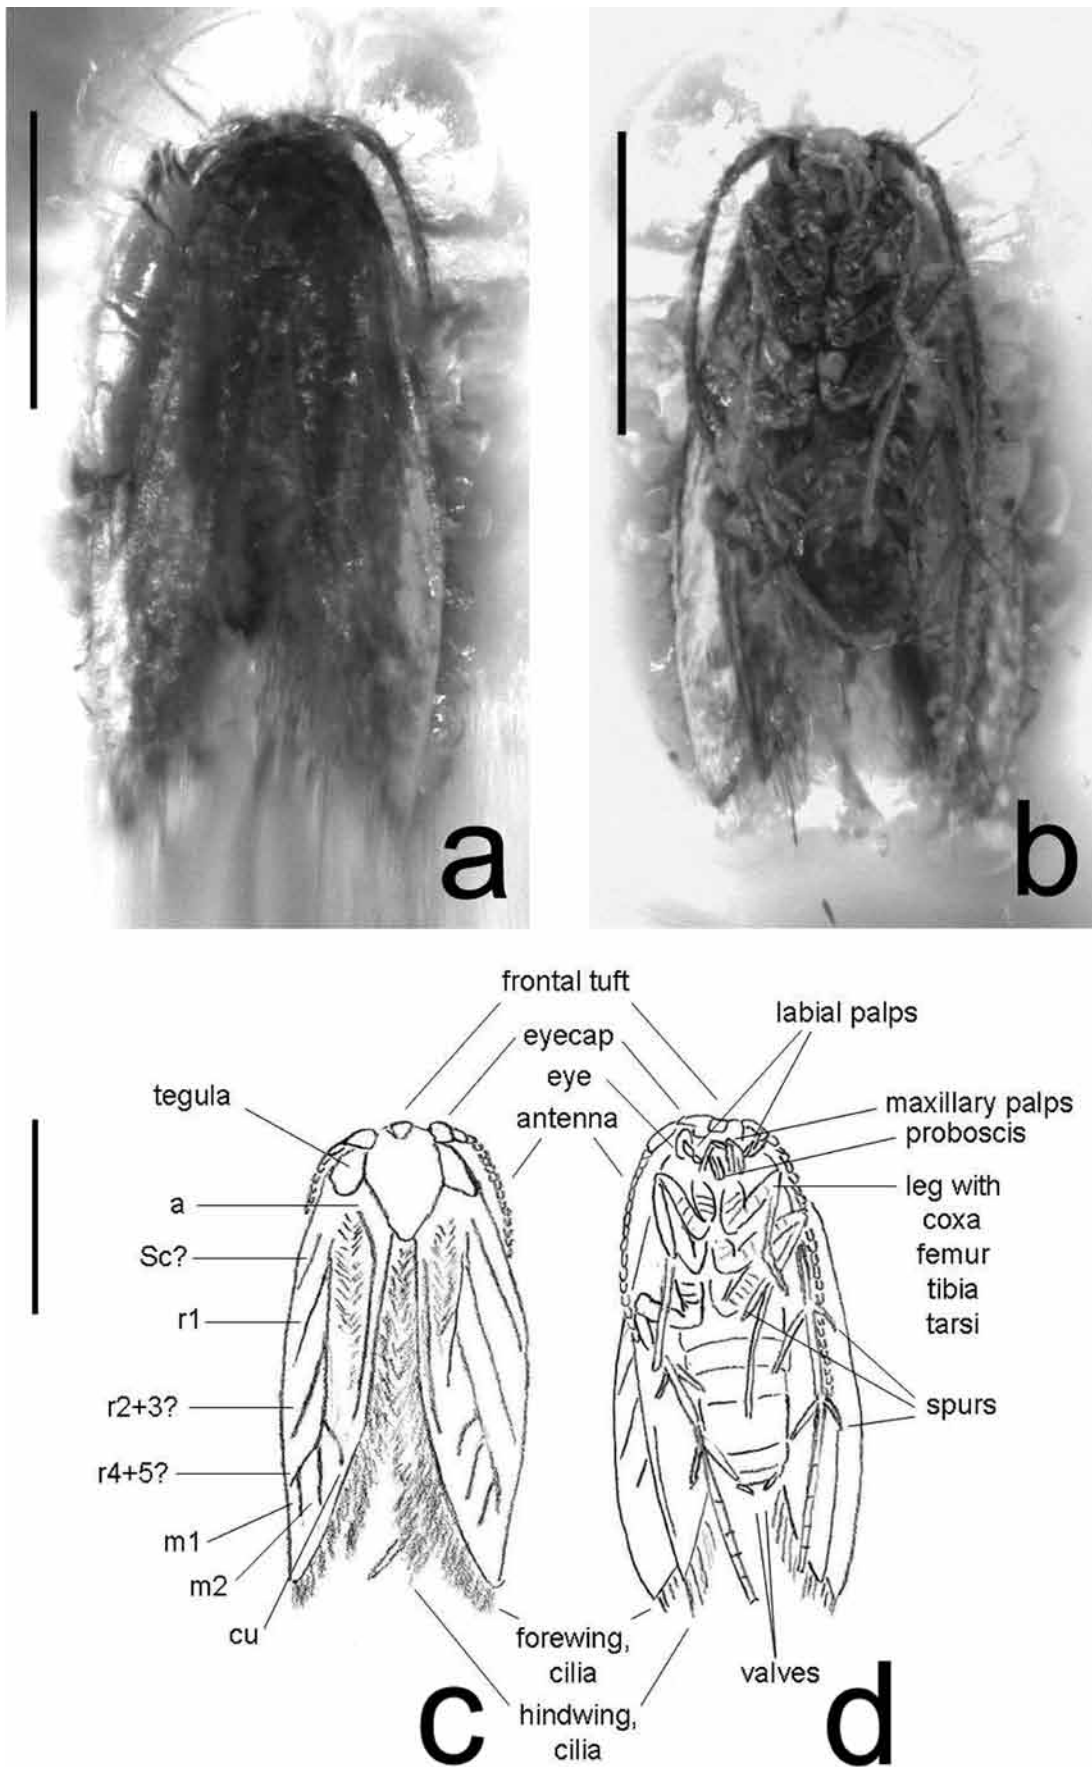 a
b
frontal tuft
labial palps
eyecap
eye
tegula
antenna
maxillary palps
proboscis
a
leg with
coxa
femur
tibia
tarsi
Sc?
r1
r2+3?
spurs
r4+5?
m1
m2
cu
forewing,
cilia
valves
hindwing,
cilia
c
d